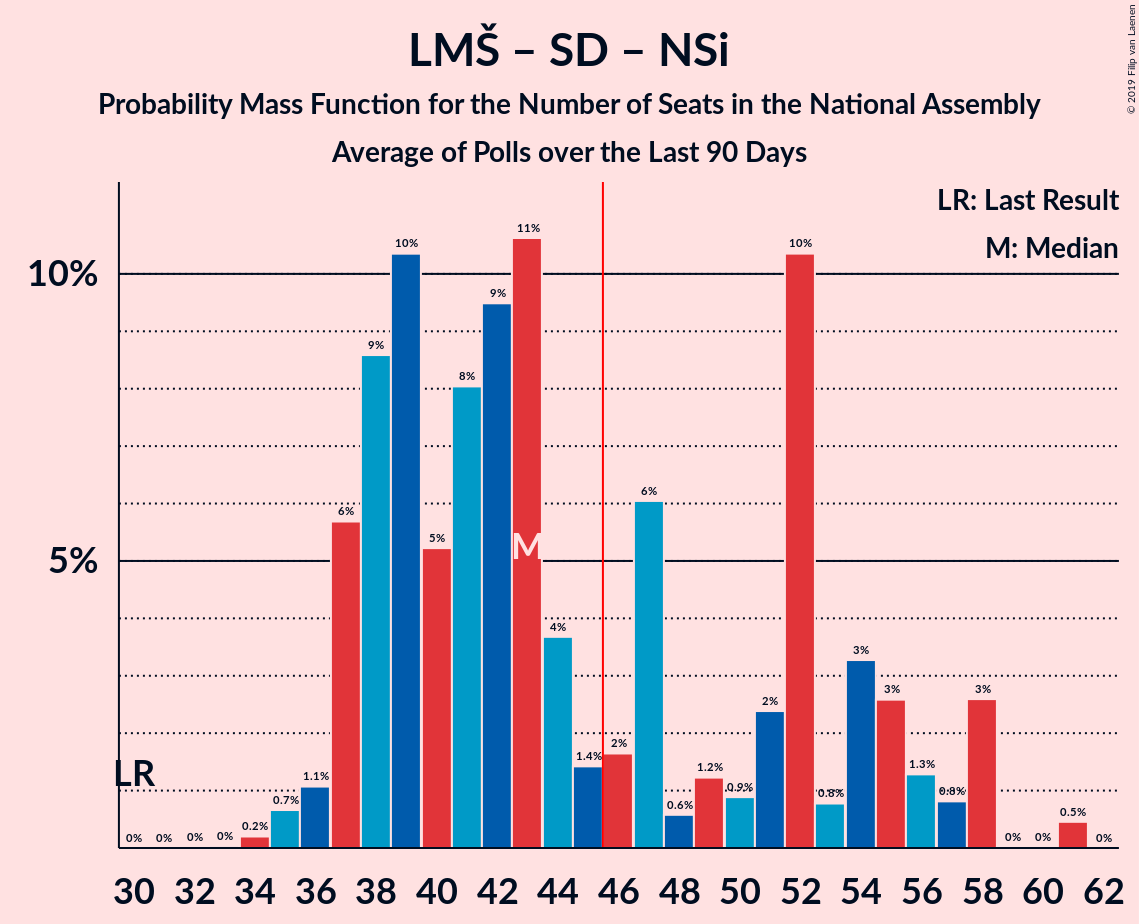 LMŠ – SD – NSi
Probability Mass Function for the Number of Seats in the National Assembly
Average of Polls over the Last 90 Days
© 2019 Filip van Laenen
LR: Last Result
M: Median
10%
5%
LR
M
0% 0% 0% 0% 0.2% 0.7% 1.1% 6% 9% 10% 5% 8% 9% 11% 4% 1.4% 2% 6% 0.6% 1.2% 0.9% 2% 10% 0.8% 3% 3% 1.3% 0.8% 3% 0% 0% 0.5% 0%
30 32 34 36 38 40 42 44 46 48 50 52 54 56 58 60 62